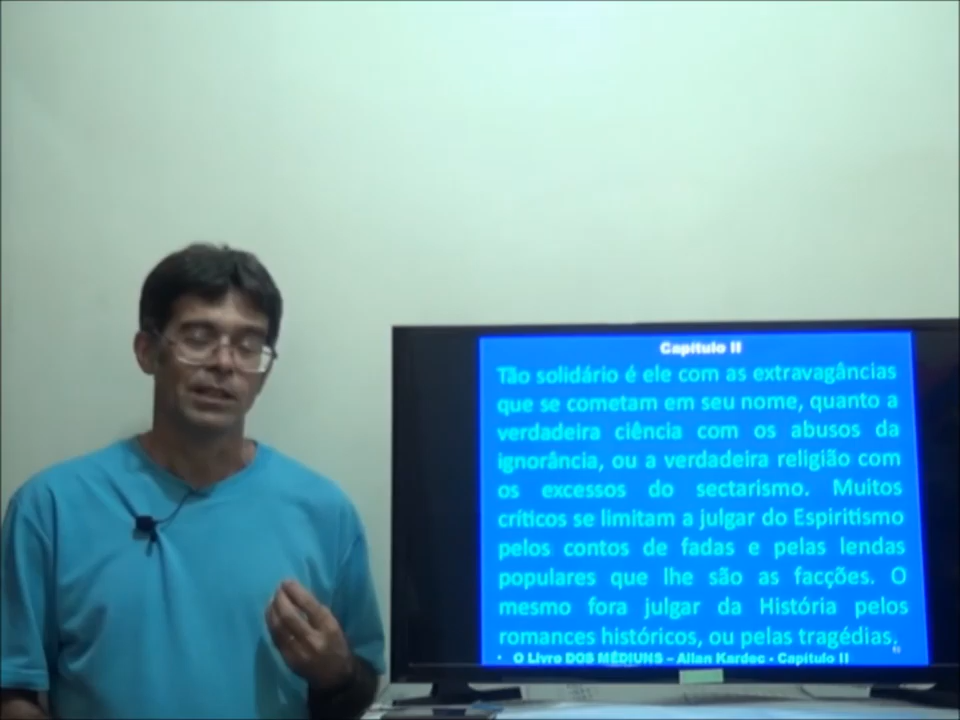 Capítulo II
Tão solidário é ele com as extravagâncias
que se cometam em seu nome, quanto a
verdadeira ciência com os abusos da
ignorância, ou a verdadeira religião com
os excessos do sectarismo. Muitos
críticos se limitam a julgar do Espiritismo
pelos contos de fadas e pelas lendas
populares que lhe são as facções. O
mesmo fora julgar da História pelos
romances históricos, ou pelas tragédias.
• O Livro DOS MÉDIUNS – Allan Kardec - Capítulo II